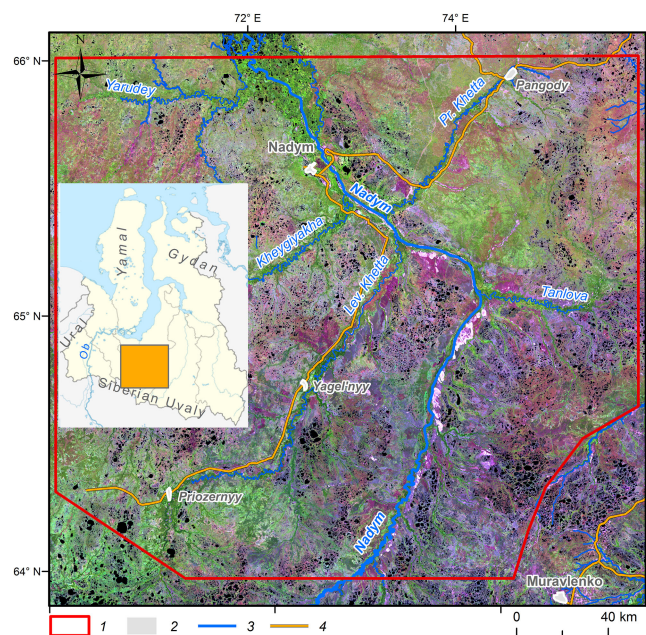 72° E
74° E
66° N
N
Yarudey
Pr. Khetta
Pangody
Nadym
Nadym
Kheygiyakha
Lev. Khetta
Tanlova
65° N
Yamal
Gydan
Ural
Ob
Siberian Uvaly
Yagel'nyy
Priozernyy
Nadym
64° N
Muravlenko
1
2
3
4
0
40 km